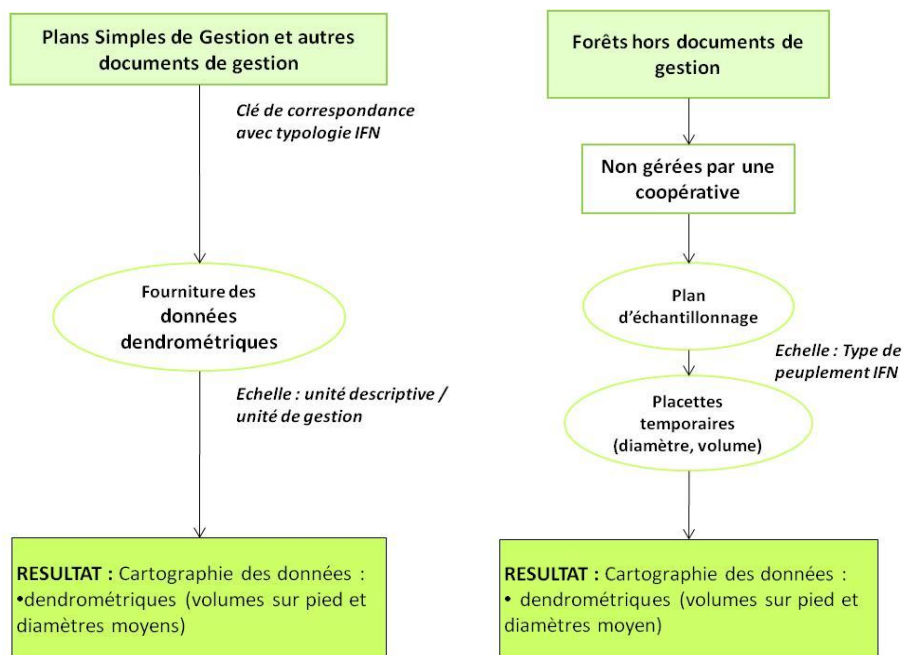 Plans Simples de Gestion et autres
documents de gestion
Clé de correspondance
avec typologie IFN
Fourniture des
données
dendrométriques
Echelle : unité descriptive /
unité de gestion
RESULTAT : Cartographie des données :
•dendrométriques (volumes sur pied et
diamètres moyens)
Forêts hors documents de
gestion
Non gérées par une
coopérative
Plan
d'échantillonnage
Echelle : Type de
peuplement IFN
Placettes
temporaires
(diamètre, volume)
RESULTAT : Cartographie des données :
• dendrométriques (volumes sur pied et
diamètres moyen)